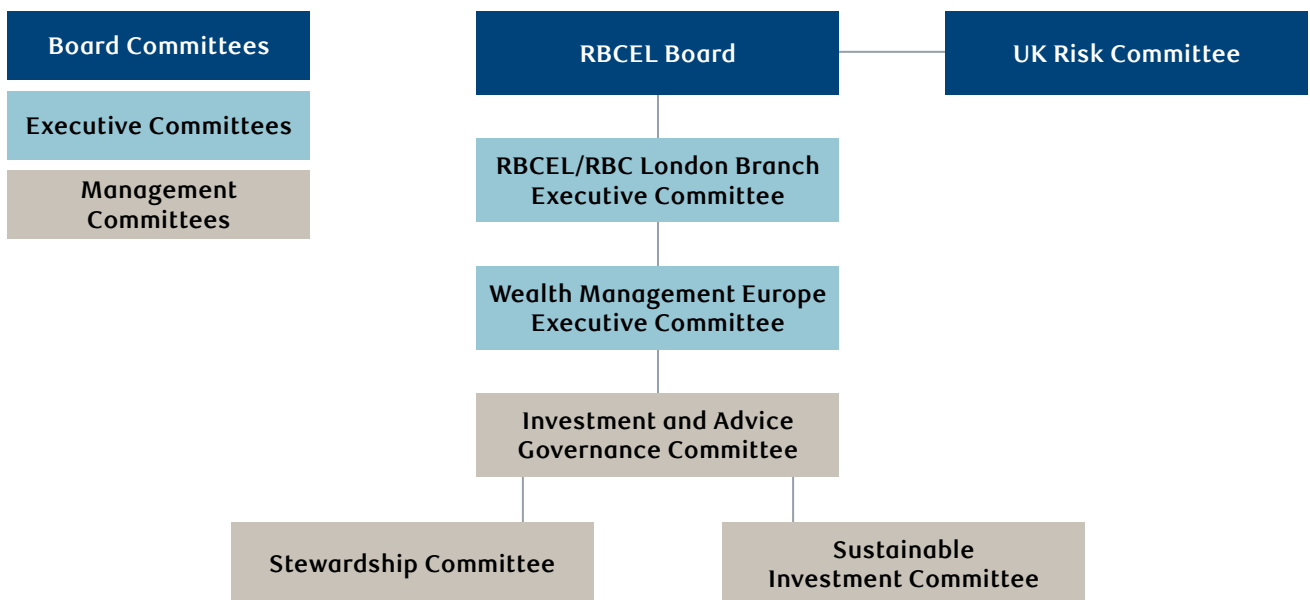 Board Committees
Executive Committees
Management
Committees
RBCEL Board
UK Risk Committee
RBCEL/RBC London Branch
Executive Committee
Wealth Management Europe
Executive Committee
Investment and Advice
Governance Committee
Stewardship Committee
Sustainable
Investment Committee